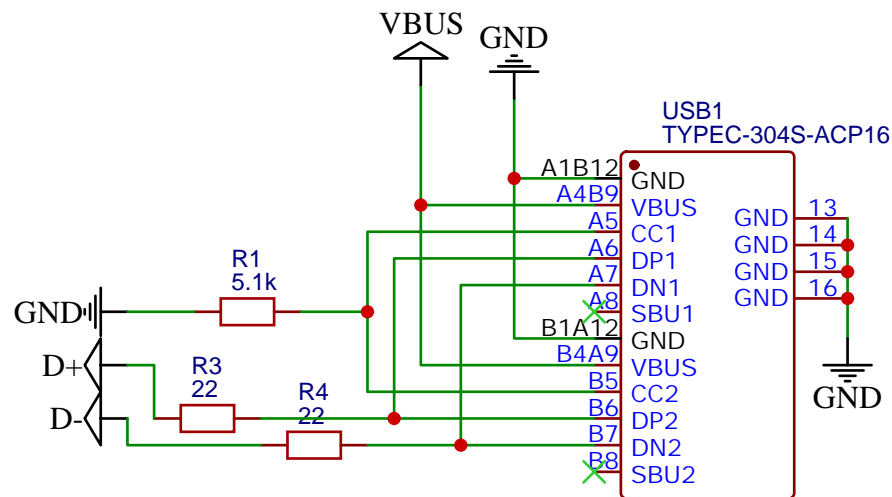 VBUS
GND
USB1
TYPEC-304S-ACP16
A1B12
GND
A4B9
VBUS
A5
CC1
A6
DP1
A7
DN1
A8
SBU1
B1A12
GND
B4A9
VBUS
B5
CC2
B6
DP2
B7
DN2
B8
SBU2
GND 13
GND 14
GND 15
GND 16
GND
R1
5.1k
GND
D+
R3
22
D-
R4
22